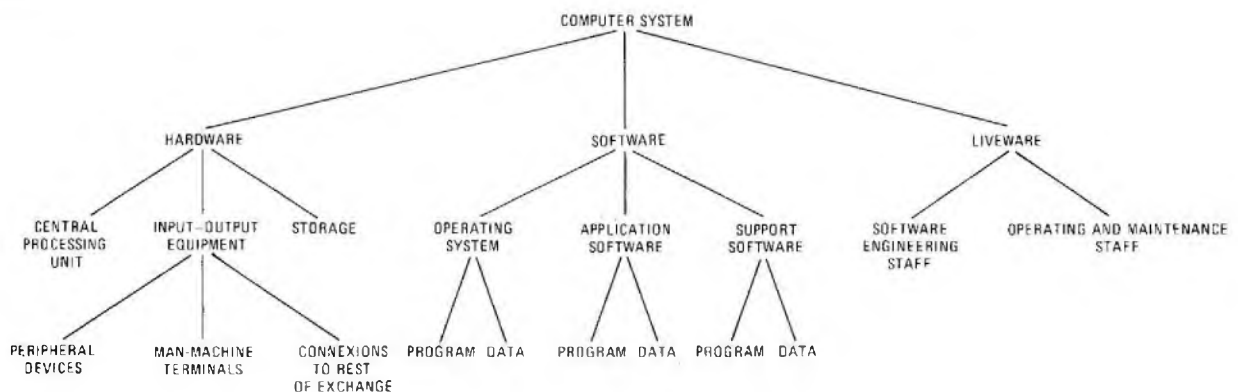 COMPUTER SYSTEM
HARDWARE
SOFTWARE
LIVEWARE
CENTRAL
PROCESSING
UNIT
INPUT-OUTPUT
EQUIPMENT
STORAGE
OPERATING
SYSTEM
APPLICATION
SOFTWARE
SUPPORT
SOFTWARE
SOFTWARE
ENGINEERING
STAFF
OPERATING AND MAINTENANCE
STAFF
PERIPHERAL
DEVICES
MAN-MACHINE
TERMINALS
CONNEXIONS
TO REST
OF EXCHANGE
PROGRAM DATA
PROGRAM DATA
PROGRAM DATA